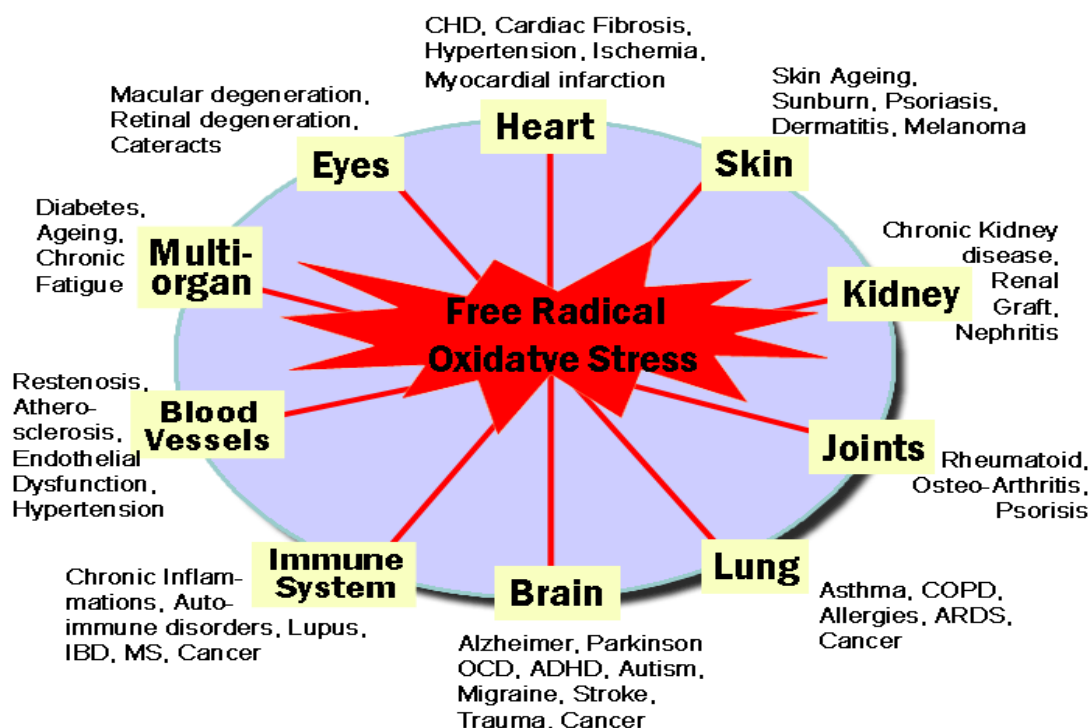 CHD, Cardiac Fibrosis,
Hypertension, Ischemia,
Myocardial infarction
Heart
Skin Ageing,
Sunburn, Psoriasis,
Dermatitis, Melanoma
Skin
Chronic Kidney
disease,
Renal
Graft,
Nephritis
Kidney
Joints
Rheumatoid,
Osteo-Arthritis,
Psorisis
Lung
Asthma, COPD,
Allergies, ARDS,
Cancer
Brain
Alzheimer, Parkinson
OCD, ADHD, Autism,
Migraine, Stroke,
Trauma, Cancer
Immune
System
Chronic Inflam-
mations, Auto-
immune disorders, Lupus,
IBD, MS, Cancer
Blood
Vessels
Restenosis,
Athero-
sclerosis,
Endothelial
Dysfunction,
Hypertension
Multi-
organ
Diabetes,
Ageing,
Chronic
Fatigue
Eyes
Macular degeneration,
Retinal degeneration,
Cateracts
Free Radical
Oxidatve Stress